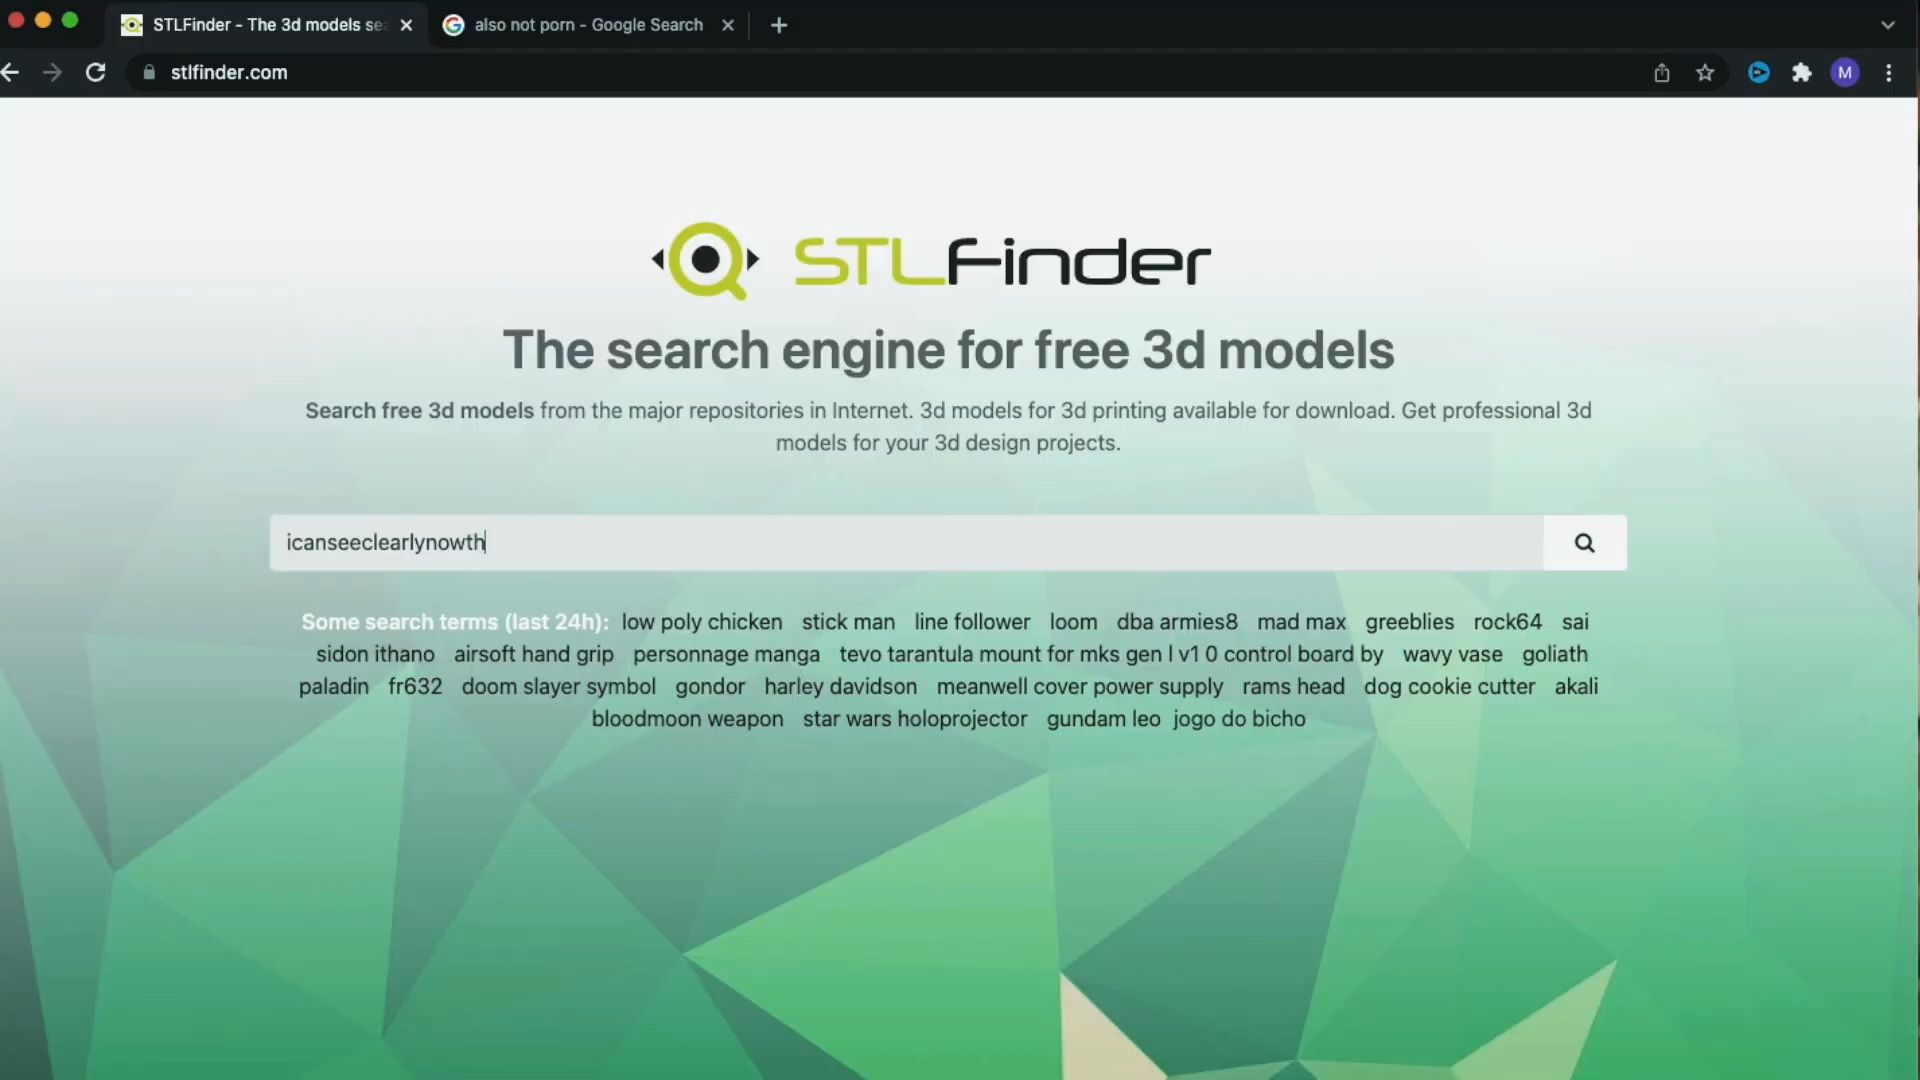 STLFinder - The 3d models se
also not porn - Google Search
stlfinder.com
M
STLFinder
The search engine for free 3d models
Search free 3d models from the major repositories in Internet. 3d models for 3d printing available for download. Get professional 3d
models for your 3d design projects.
icanseeclearlynowth
Some search terms (last 24h): low poly chicken stick man line follower loom dba armies8 mad max greeblies rock64 sai
sidon ithano airsoft hand grip personnage manga tevo tarantula mount for mks gen l v1 0 control board by wavy vase goliath
paladin fr632 doom slayer symbol gondor harley davidson meanwell cover power supply rams head dog cookie cutter akali
bloodmoon weapon star wars holoprojector gundam leo jogo do bicho